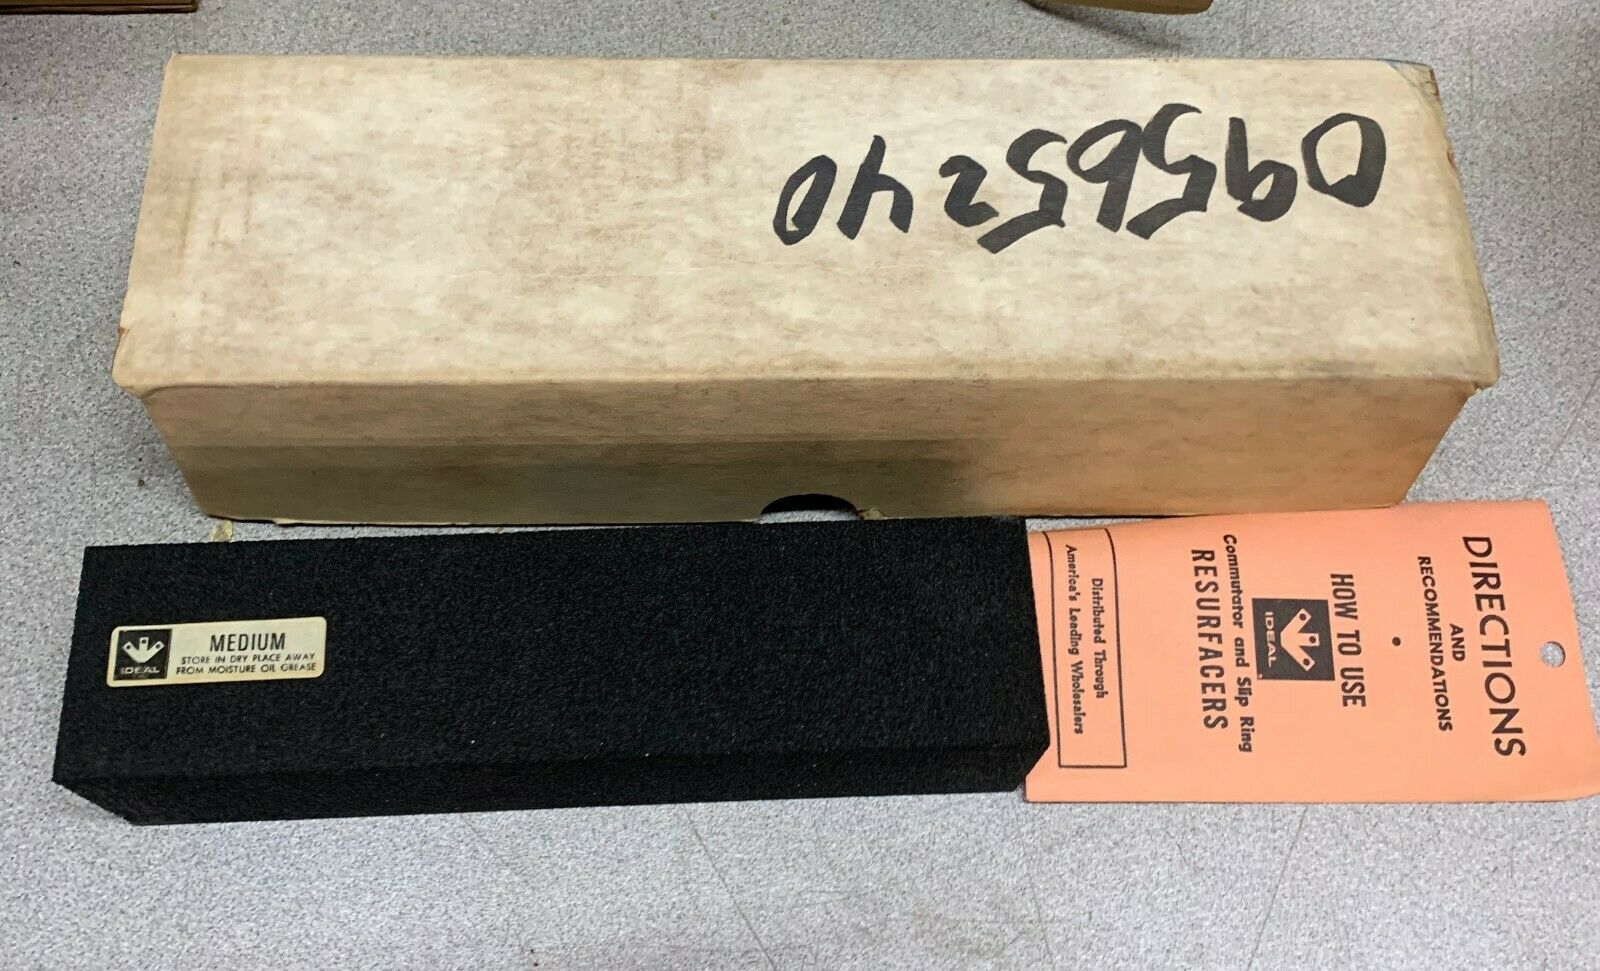 09565240
IDEAL
MEDIUM
STORE IN DRY PLACE AWAY
FROM MOISTURE OIL GREASE
DIRECTIONS
AND
RECOMMENDATIONS
•
HOW TO USE
IDEAL
Commutator and Slip Ring
RESURFACERS
Distributed Through
America's Leading Wholesalers